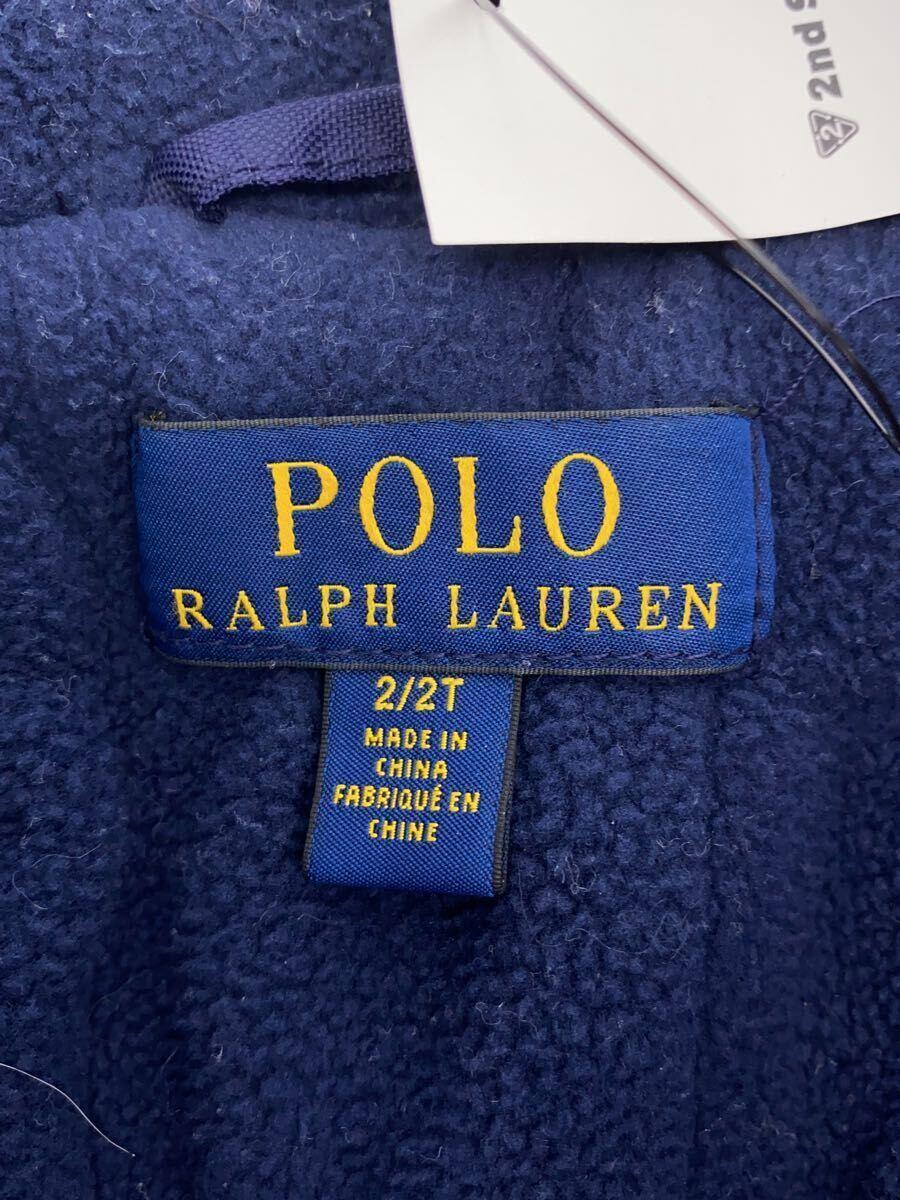 2nd S
POLO
RALPH LAUREN
2/2T
MADE IN
CHINA
FABRIQUÉ EN
CHINE